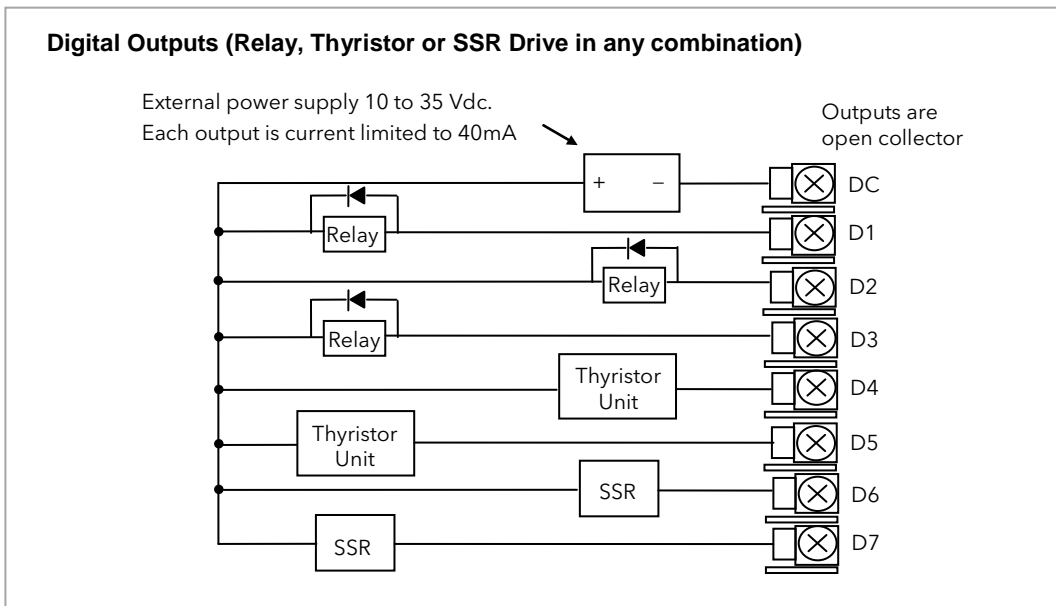 Digital Outputs (Relay, Thyristor or SSR Drive in any combination)
External power supply 10 to 35 Vdc.
Each output is current limited to 40mA
Outputs are
open collector
+ –
DC
Relay
D1
Relay
D2
Relay
D3
Thyristor
Unit
D4
Thyristor
Unit
D5
SSR
D6
SSR
D7